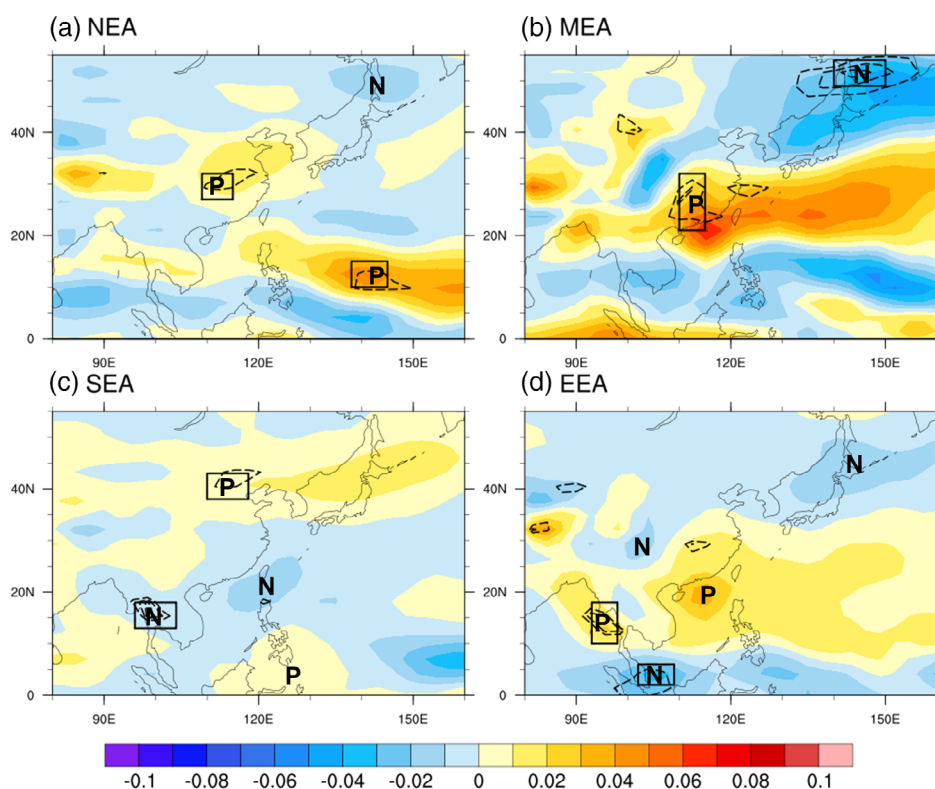 (a) NEA
(b) MEA
N
N
40N
40N
P
P
20N
20N
P
0
0
90E
120E
150E
90E
120E
150E
(c) SEA
(d) EEA
N
P
40N
40N
N
N
P
20N
20N
N
P
P
N
0
0
90E
120E
150E
90E
120E
150E
-0.1
-0.08
-0.06
-0.04
-0.02
0
0.02
0.04
0.06
0.08
0.1